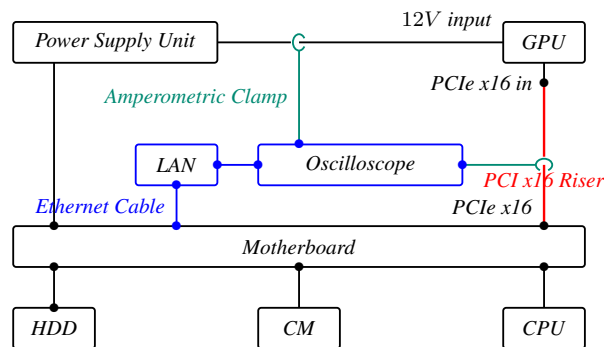 12V input
Power Supply Unit
GPU
PCIe x16 in
Amperometric Clamp
LAN
Oscilloscope
PCI x16 Riser
Ethernet Cable
PCIe x16
Motherboard
HDD
CM
CPU